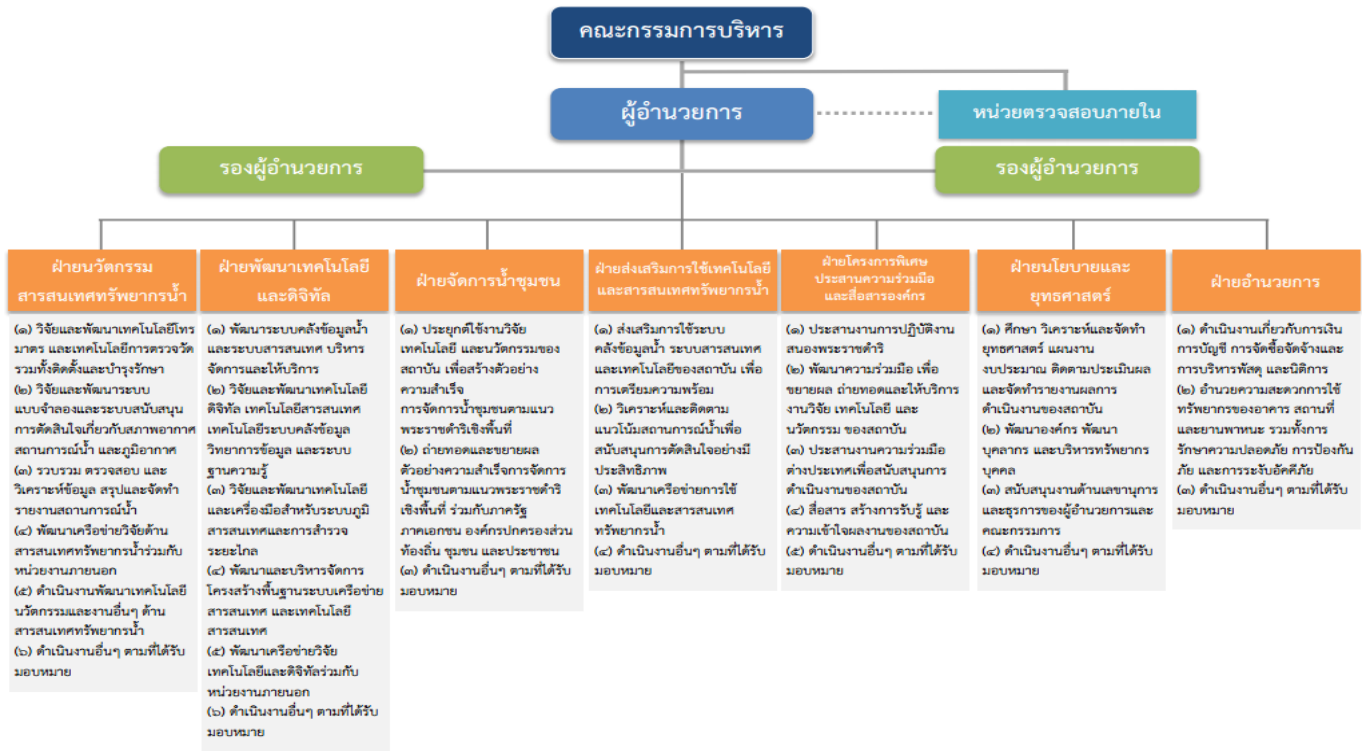 คณะกรรมการบริหาร
ผู้อำนวยการ
หน่วยตรวจสอบภายใน
รองผู้อำนวยการ
รองผู้อำนวยการ
ฝ่ายนวัตกรรม
สารสนเทศทรัพยากรน้ำ
(๑) วิจัยและพัฒนาเทคโนโลยีโทร
มาตร และเทคโนโลยีการตรวจวัด
รวมทั้งติดตั้งและบำรุงรักษา
(๒) วิจัยและพัฒนาระบบ
แบบจำลองและระบบสนับสนุน
การตัดสินใจเกี่ยวกับสภาพอากาศ
สถานการณ์น้ำ และภูมิอากาศ
(๓) รวบรวม ตรวจสอบ และ
วิเคราะห์ข้อมูล สรุปและจัดทำ
รายงานสถานการณ์น้ำ
(๔) พัฒนาเครือข่ายวิจัยด้าน
สารสนเทศทรัพยากรน้ำร่วมกับ
หน่วยงานภายนอก
(๕) ดำเนินงานพัฒนาเทคโนโลยี
นวัตกรรมและงานอื่นๆ ด้าน
สารสนเทศทรัพยากรน้ำ
(๖) ดำเนินงานอื่นๆ ตามที่ได้รับ
มอบหมาย
ฝ่ายพัฒนาเทคโนโลยี
และดิจิทัล
(๑) พัฒนาระบบคลังข้อมูลน้ำ
และระบบสารสนเทศ บริหาร
จัดการและให้บริการ
(๒) วิจัยและพัฒนาเทคโนโลยี
ดิจิทัล เทคโนโลยีสารสนเทศ
เทคโนโลยีระบบคลังข้อมูล
วิทยาการข้อมูล และระบบ
ฐานความรู้
(๓) วิจัยและพัฒนาเทคโนโลยี
และเครื่องมือสำหรับระบบภูมิ
สารสนเทศและการสำรวจ
ระยะไกล
(๔) พัฒนาและบริหารจัดการ
โครงสร้างพื้นฐานระบบเครือข่าย
สารสนเทศ และเทคโนโลยี
สารสนเทศ
(๕) พัฒนาเครือข่ายวิจัย
เทคโนโลยีและดิจิทัลร่วมกับ
หน่วยงานภายนอก
(๖) ดำเนินงานอื่นๆ ตามที่ได้รับ
มอบหมาย
ฝ่ายจัดการน้ำชุมชน
(๑) ประยุกต์ใช้งานวิจัย
เทคโนโลยี และนวัตกรรมของ
สถาบัน เพื่อสร้างตัวอย่าง
ความสำเร็จ
การจัดการน้ำชุมชนตามแนว
พระราชดำริเชิงพื้นที่
(๒) ถ่ายทอดและขยายผล
ตัวอย่างความสำเร็จการจัดการ
น้ำชุมชนตามแนวพระราชดำริ
เชิงพื้นที่ ร่วมกับภาครัฐ
ภาคเอกชน องค์กรปกครองส่วน
ท้องถิ่น ชุมชน และประชาชน
(๓) ดำเนินงานอื่นๆ ตามที่ได้รับ
มอบหมาย
ฝ่ายส่งเสริมการใช้เทคโนโลยี
และสารสนเทศทรัพยากรน้ำ
(๑) ส่งเสริมการใช้ระบบ
คลังข้อมูลน้ำ ระบบสารสนเทศ
และเทคโนโลยีของสถาบัน เพื่อ
การเตรียมความพร้อม
(๒) วิเคราะห์และติดตาม
แนวโน้มสถานการณ์น้ำเพื่อ
สนับสนุนการตัดสินใจอย่างมี
ประสิทธิภาพ
(๓) พัฒนาเครือข่ายการใช้
เทคโนโลยีและสารสนเทศ
ทรัพยากรน้ำ
(๔) ดำเนินงานอื่นๆ ตามที่ได้รับ
มอบหมาย
ฝ่ายโครงการพิเศษ
ประสานความร่วมมือ
และสื่อสารองค์กร
(๑) ประสานงานการปฏิบัติงาน
สนองพระราชดำริ
(๒) พัฒนาความร่วมมือ เพื่อ
ขยายผล ถ่ายทอดและให้บริการ
งานวิจัย เทคโนโลยี และ
นวัตกรรม ของสถาบัน
(๓) ประสานงานความร่วมมือ
ต่างประเทศเพื่อสนับสนุนการ
ดำเนินงานของสถาบัน
(๔) สื่อสาร สร้างการรับรู้ และ
ความเข้าใจผลงานของสถาบัน
(๕) ดำเนินงานอื่นๆ ตามที่ได้รับ
มอบหมาย
ฝ่ายนโยบายและ
ยุทธศาสตร์
(๑) ศึกษา วิเคราะห์และจัดทำ
ยุทธศาสตร์ แผนงาน
งบประมาณ ติดตามประเมินผล
และจัดทำรายงานผลการ
ดำเนินงานของสถาบัน
(๒) พัฒนาองค์กร พัฒนา
บุคลากร และบริหารทรัพยากร
บุคคล
(๓) สนับสนุนงานด้านเลขานุการ
และธุรการของผู้อำนวยการและ
คณะกรรมการ
(๔) ดำเนินงานอื่นๆ ตามที่ได้รับ
มอบหมาย
ฝ่ายอำนวยการ
(๑) ดำเนินงานเกี่ยวกับการเงิน
การบัญชี การจัดซื้อจัดจ้างและ
การบริหารพัสดุ และนิติการ
(๒) อำนวยความสะดวกการใช้
ทรัพยากรของอาคาร สถานที่
และยานพาหนะ รวมทั้งการ
รักษาความปลอดภัย การป้องกัน
ภัย และการระงับอัคคีภัย
(๓) ดำเนินงานอื่นๆ ตามที่ได้รับ
มอบหมาย